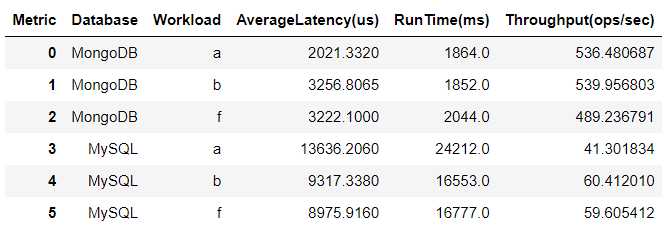 Metric Database Workload AverageLatency(us) RunTime(ms) Throughput(ops/sec)
0 MongoDB a 2021.3320 1864.0 536.480687
1 MongoDB b 3256.8065 1852.0 539.956803
2 MongoDB f 3222.1000 2044.0 489.236791
3 MySQL a 13636.2060 24212.0 41.301834
4 MySQL b 9317.3380 16553.0 60.412010
5 MySQL f 8975.9160 16777.0 59.605412